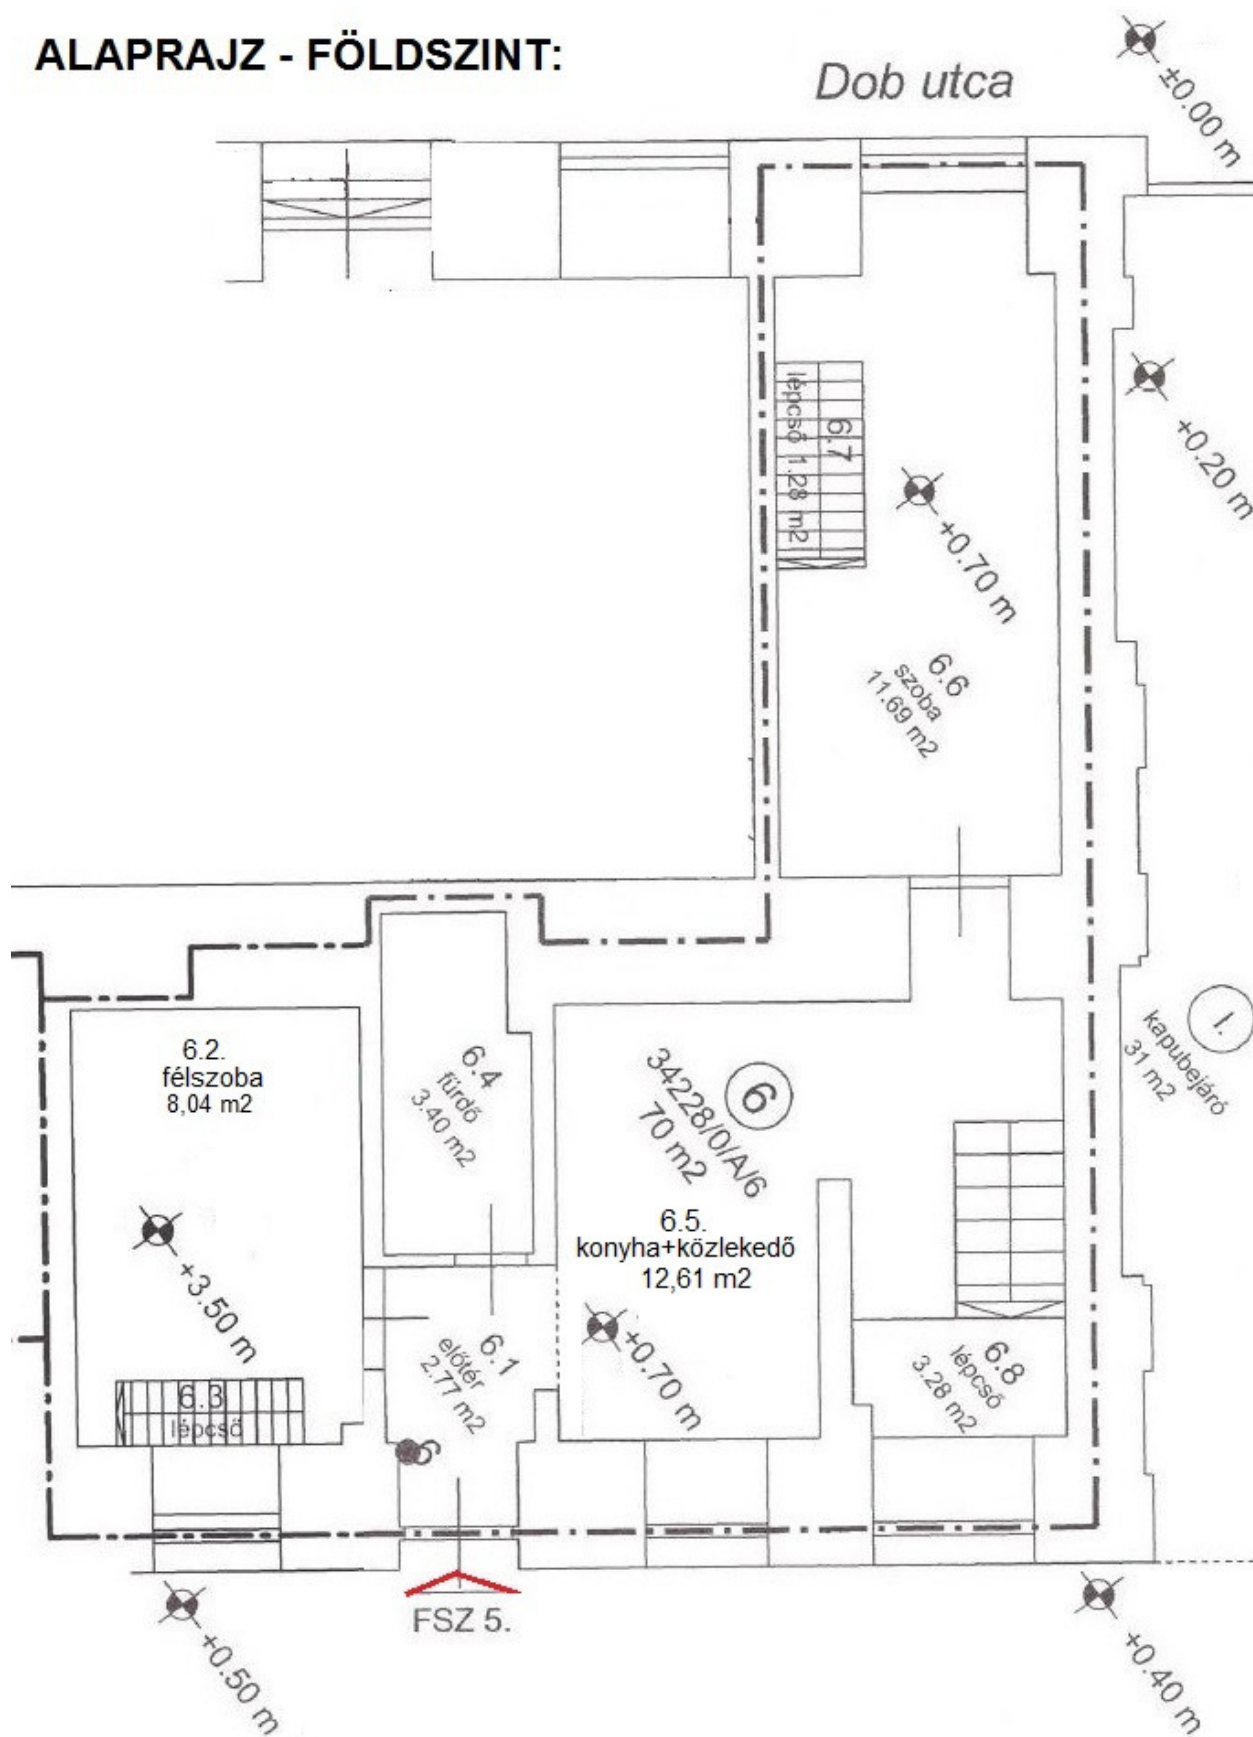 ALAPRAJZ - FÖLDSZINT:
Dob utca
±0.00 m
+0.20 m
6.7
lépcső 1.28 m2
+0.70 m
6.6
szoba
11.69 m2
I.
kapubejáró
31 m2
6.2.
félszoba
8,04 m2
6.4
fürdő
3.40 m2
6
34228/0/A/6
70 m2
6.5.
konyha+közlekedő
12,61 m2
+3.50 m
+0.70 m
6.1
előtér
2.77 m2
6.8
lépcső
3.28 m2
6.3
lépcső
6
FSZ 5.
+0.50 m
+0.40 m